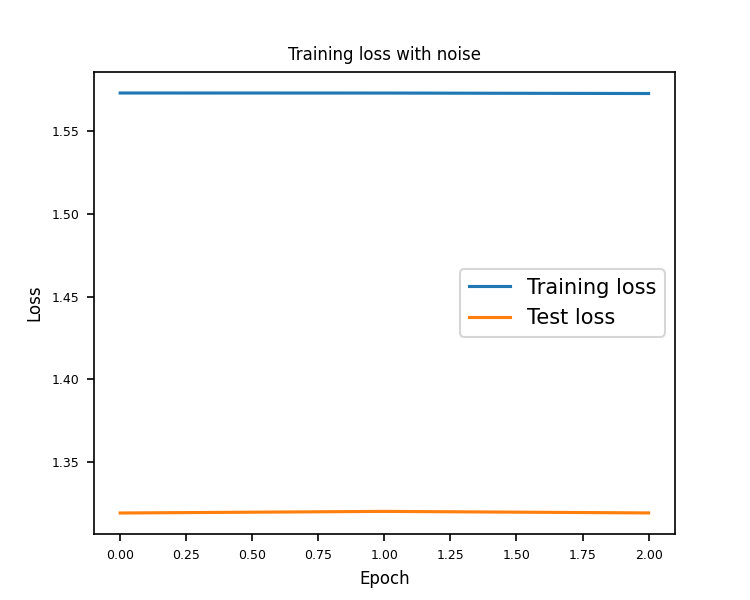 Training loss with noise
Loss
1.55
1.50
1.45
1.40
1.35
Training loss
Test loss
0.00 0.25 0.50 0.75 1.00 1.25 1.50 1.75 2.00
Epoch